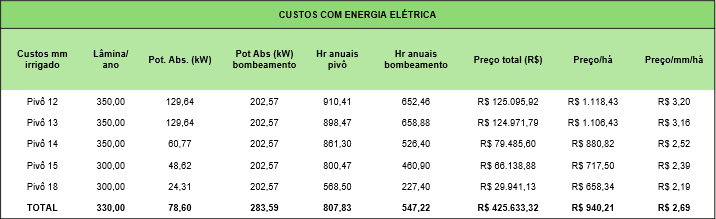 CUSTOS COM ENERGIA ELÉTRICA
Custos mm irrigado Lâmina/ano Pot. Abs. (kW) Pot Abs (kW) bombeamento Hr anuais pivô Hr anuais bombeamento Preço total (R$) Preço/há Preço/mm/há
Pivô 12 350,00 129,64 202,57 910,41 652,46 R$ 125.095,92 R$ 1.118,43 R$ 3,20
Pivô 13 350,00 129,64 202,57 898,47 658,88 R$ 124.971,79 R$ 1.106,43 R$ 3,16
Pivô 14 350,00 60,77 202,57 861,30 526,40 R$ 79.485,60 R$ 880,82 R$ 2,52
Pivô 15 300,00 48,62 202,57 800,47 460,90 R$ 66.138,88 R$ 717,50 R$ 2,39
Pivô 18 300,00 24,31 202,57 568,50 227,40 R$ 29.941,13 R$ 658,34 R$ 2,19
TOTAL 330,00 78,60 283,59 807,83 547,22 R$ 425.633,32 R$ 940,21 R$ 2,69